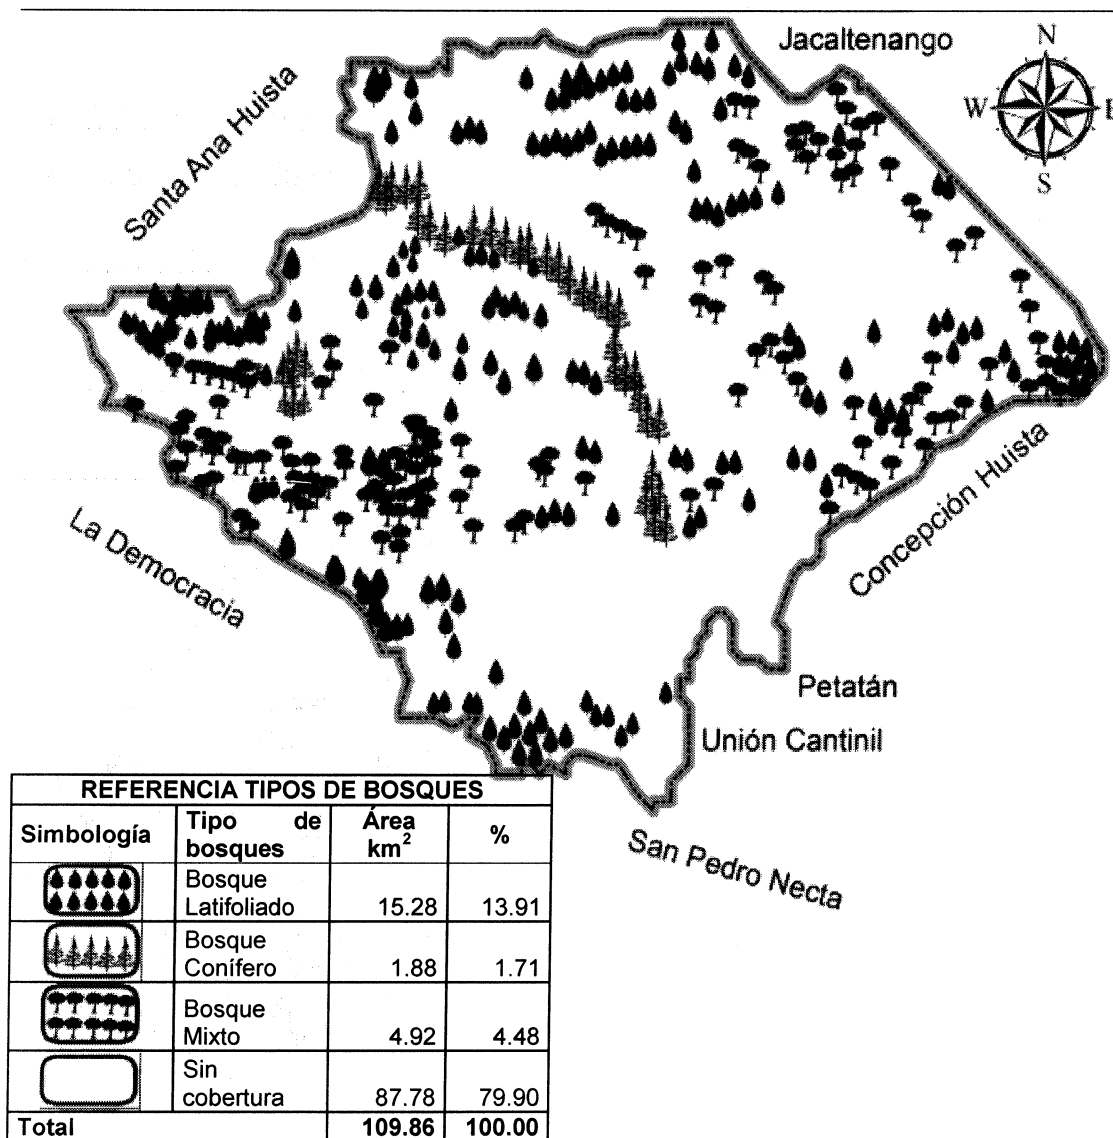 Jacaltenango
N
W
E
S
Santa Ana Huista
La Democracia
Concepción Huista
Petatán
Unión Cantinil
San Pedro Necta
REFERENCIA TIPOS DE BOSQUES
Simbología Tipo de bosques Área km² %
Bosque Latifoliado 15.28 13.91
Bosque Conífero 1.88 1.71
Bosque Mixto 4.92 4.48
Sin cobertura 87.78 79.90
Total 109.86 100.00